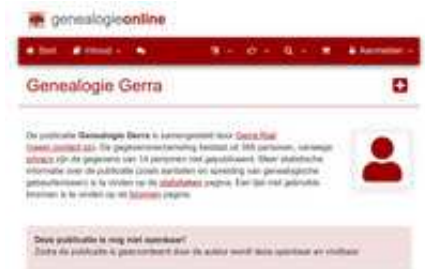 genealogieonline
Start Inhoud
Aanmelden
Genealogie Gerra
De publicatie Genealogie Gerra is samengesteld door Gerra Raal
(neem contact op). De gegevensverzameling bestaat uit personen, vanwege
privacy zijn de gegevens van 14 personen niet gepubliceerd. Meer statistische
informatie over de publicatie (zoals aantallen en spreiding van genealogische
gebeurtenissen) is te vinden op de statistieken pagina. Een lijst met gebruikte
bronnen is te vinden op de bronnen pagina.
Deze publicatie is nog niet openbaar!
Zodra de publicatie is geaccordeerd door de auteur wordt deze openbaar en vindbaar